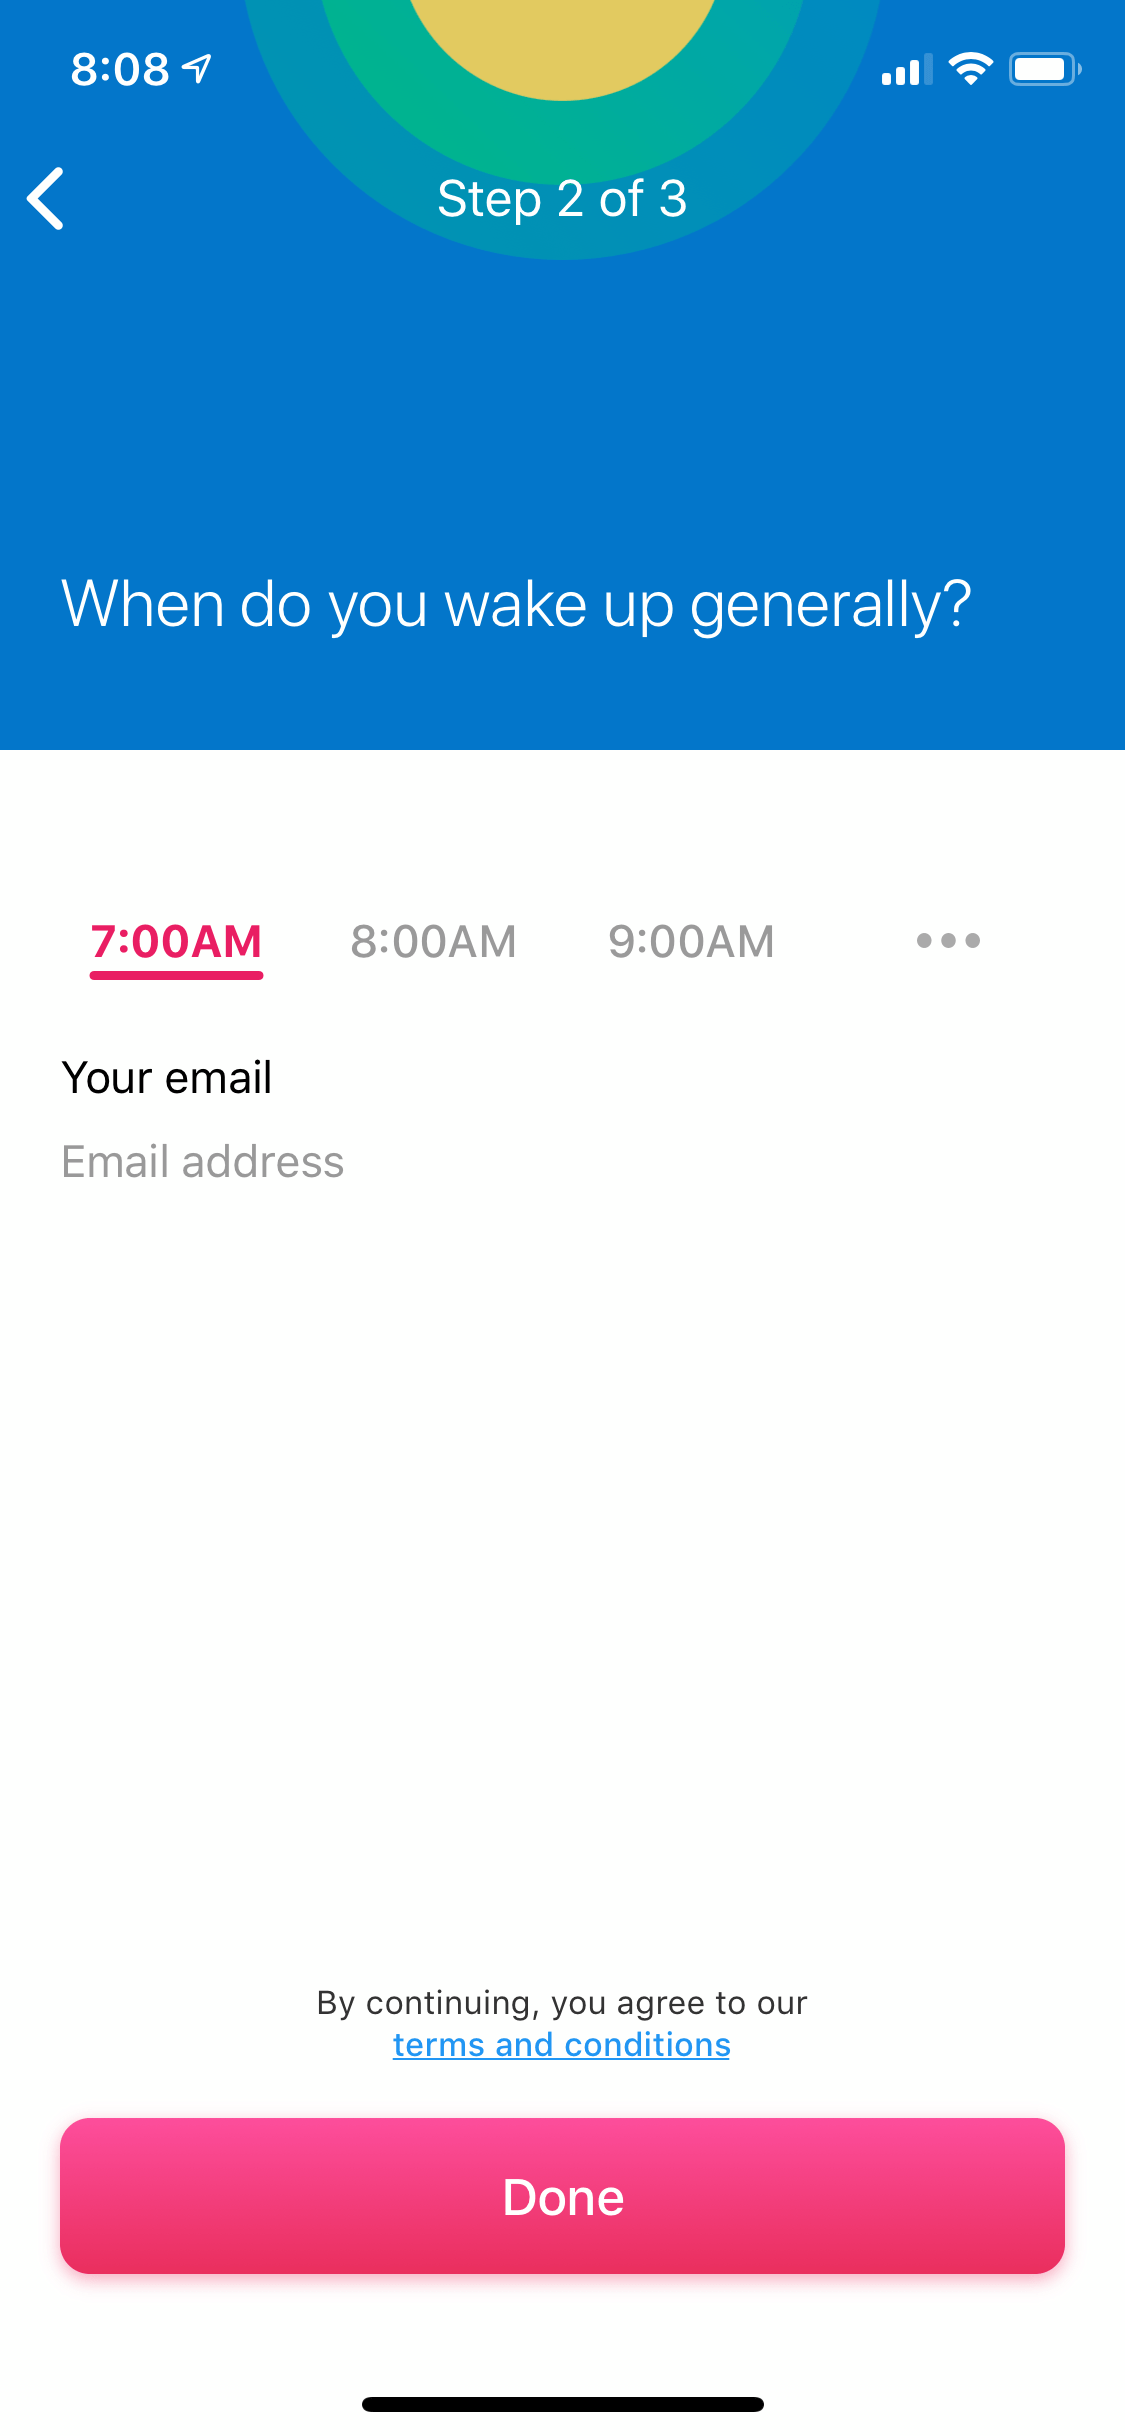 8:08
Step 2 of 3
When do you wake up generally?
7:00AM 8:00AM 9:00AM •••
Your email
Email address
By continuing, you agree to our
terms and conditions
Done